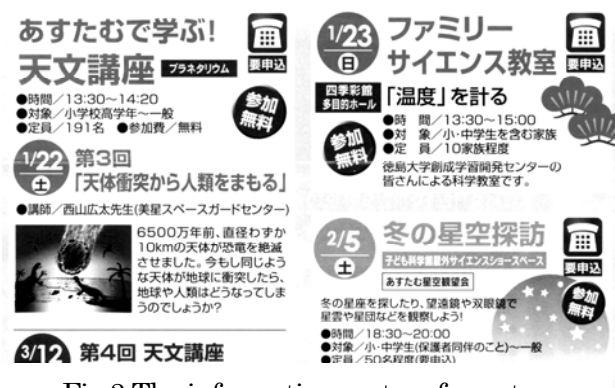 あすたむで学ぶ!
天文講座 プラネタリウム
要申込
●時間/13:30~14:20
●対象/小学校高学年~一般
●定員/191名 ●参加費/無料
参加
無料
1/22
土
第3回
「天体衝突から人類をまもる」
●講師/西山広太先生(美星スペースガードセンター)
6500万年前、直径わずか
10kmの天体が恐竜を絶滅
させました。今もし同じよう
な天体が地球に衝突したら、
地球や人類はどうなってしま
うのでしょうか?
3/12 第4回 天文講座
1/23
日
ファミリー
サイエンス教室
要申込
四季彩館
多目的ホール
「温度」を計る
●時 間/13:30~15:00
●対 象/小・中学生を含む家族
●定 員/10家族程度
参加
無料
徳島大学創成学習開発センターの
皆さんによる科学教室です。
2/5
土
冬の星空探訪
子ども科学館屋外サイエンスショースペース
あすたむ星空観望会
要申込
冬の星座を探したり、望遠鏡や双眼鏡で
星雲や星団などを観察しよう!
参加
無料
●時間/18:30~20:00
●対象/小・中学生(保護者同伴のこと)~一般
●定員/50名程度(要申込)